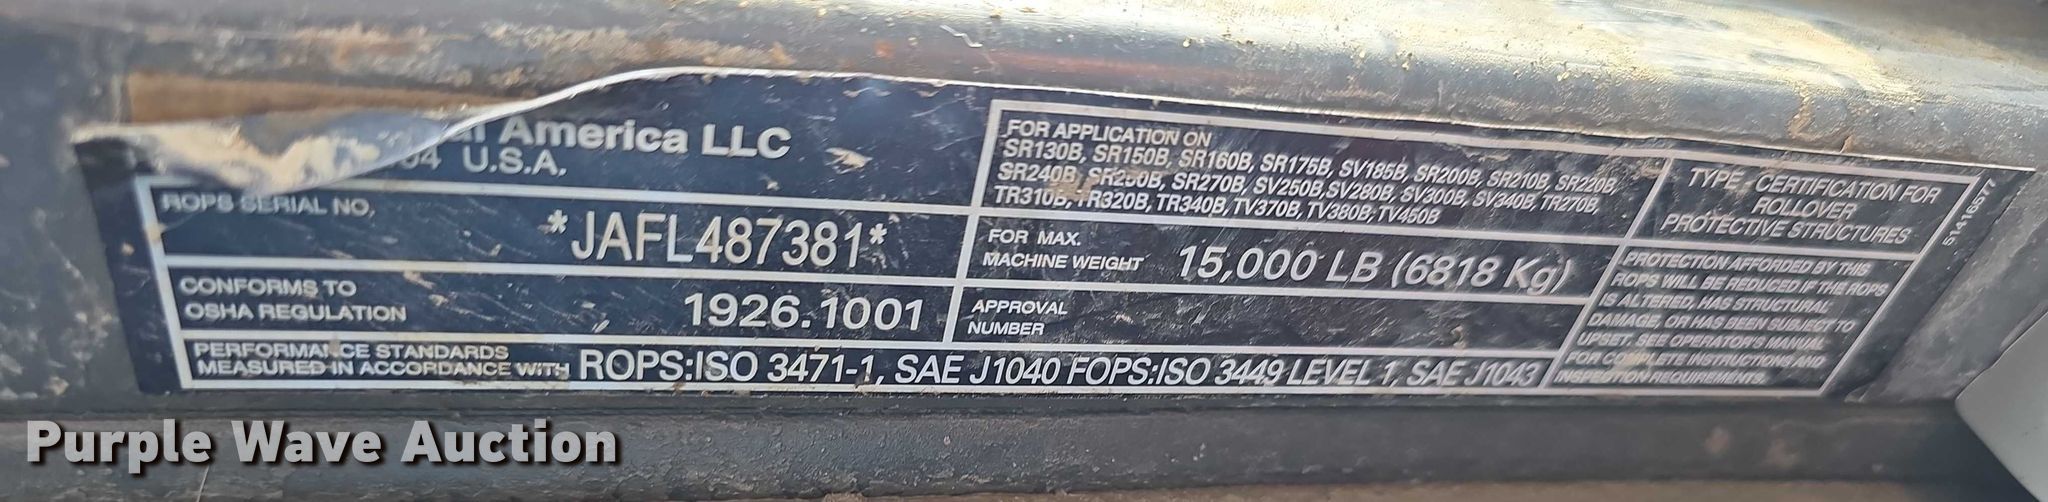 America LLC
U.S.A.
ROPS SERIAL NO.
*JAFL487381*
CONFORMS TO
OSHA REGULATION
1926.1001
PERFORMANCE STANDARDS
MEASURED IN ACCORDANCE WITH
ROPS:ISO 3471-1, SAE J1040 FOPS:ISO 3449 LEVEL 1, SAE J1043
FOR APPLICATION ON
SR130B, SR150B, SR160B, SR175B, SV185B, SR200B, SR210B, SR220B,
SR240B, SR250B, SR270B, SV250B,SV280B, SV300B, SV340B, TR270B,
TR310B, TR320B, TR340B,TV370B, TV380B, TV450B
FOR MAX.
MACHINE WEIGHT
15,000 LB (6818 Kg)
APPROVAL
NUMBER
TYPE - CERTIFICATION FOR
ROLLOVER
PROTECTIVE STRUCTURES
PROTECTION AFFORDED BY THIS
ROPS WILL BE REDUCED IF THE ROPS
IS ALTERED, HAS STRUCTURAL
DAMAGE, OR HAS BEEN SUBJECT TO
UPSET. SEE OPERATOR'S MANUAL
FOR COMPLETE INSTRUCTIONS AND
INSPECTION REQUIREMENTS.
51416577
Purple Wave Auction